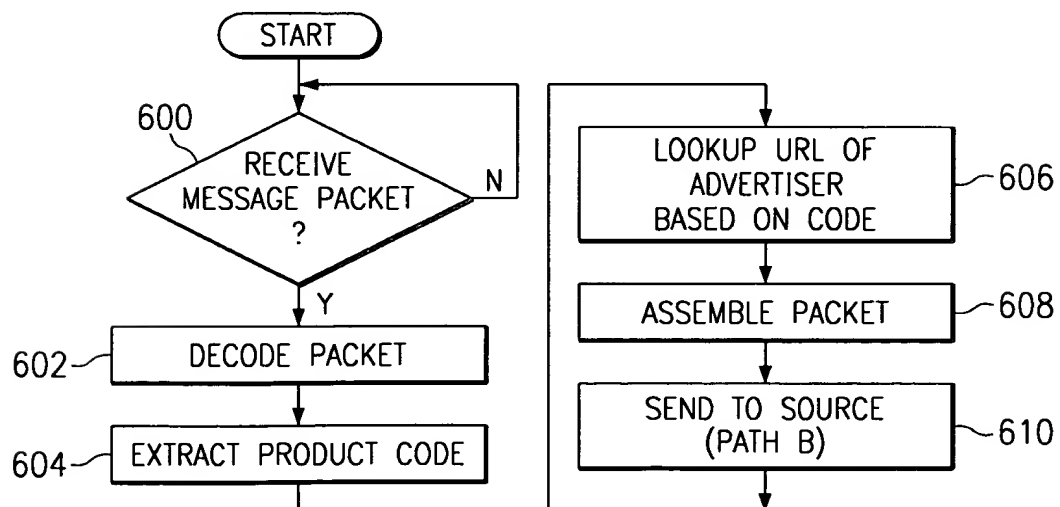 START
600
RECEIVE
MESSAGE PACKET
?
N
Y
602
DECODE PACKET
604
EXTRACT PRODUCT CODE
LOOKUP URL OF
ADVERTISER
BASED ON CODE
606
ASSEMBLE PACKET
608
SEND TO SOURCE
(PATH B)
610